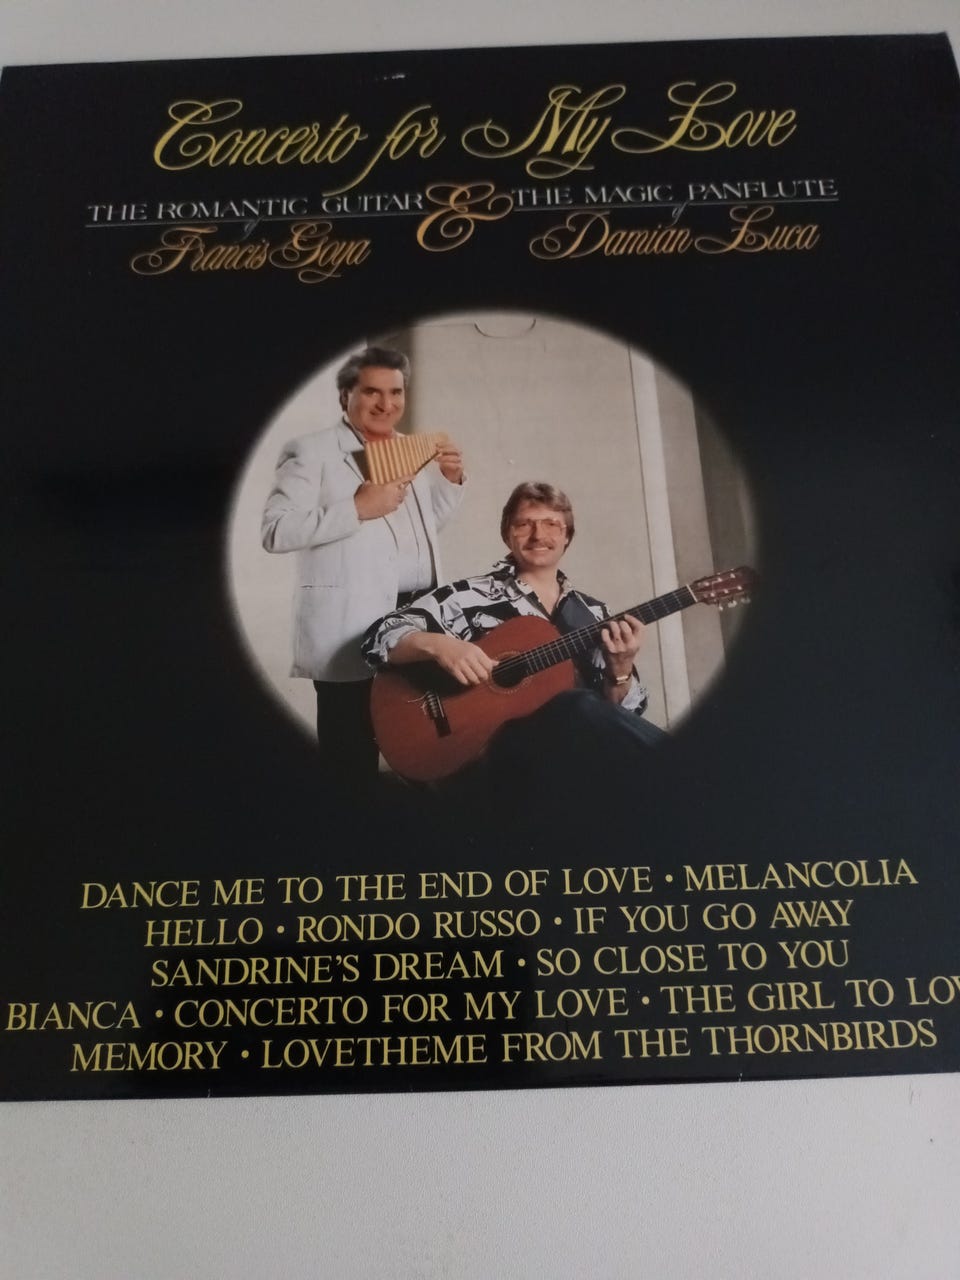 Concerto for My Love
THE ROMANTIC GUITAR & THE MAGIC PANFLUTE
of of
Francis Goya Damian Luca
DANCE ME TO THE END OF LOVE • MELANCOLIA
HELLO • RONDO RUSSO • IF YOU GO AWAY
SANDRINE'S DREAM • SO CLOSE TO YOU
BIANCA • CONCERTO FOR MY LOVE • THE GIRL TO LOV
MEMORY • LOVETHEME FROM THE THORNBIRDS